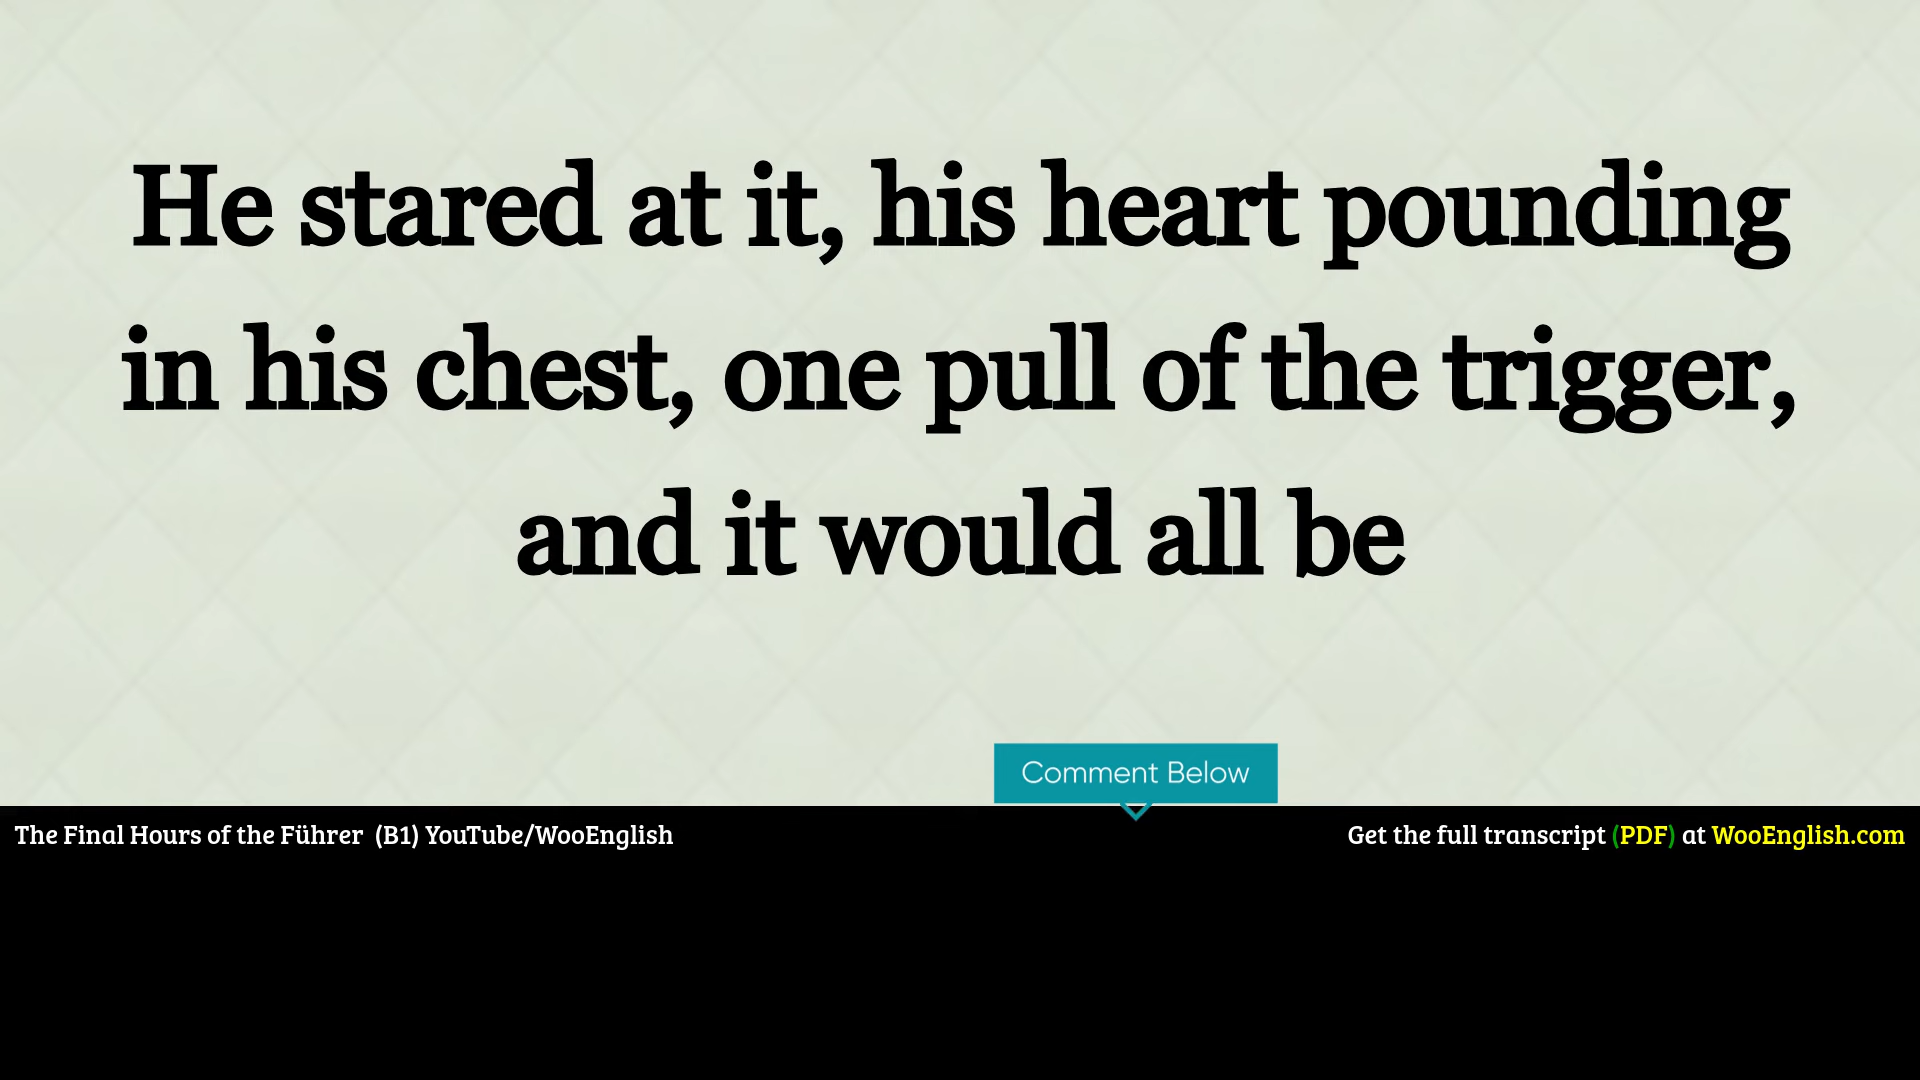 He stared at it, his heart pounding
in his chest, one pull of the trigger,
and it would all be
Comment Below
The Final Hours of the Führer (B1) YouTube/WooEnglish
Get the full transcript (PDF) at WooEnglish.com